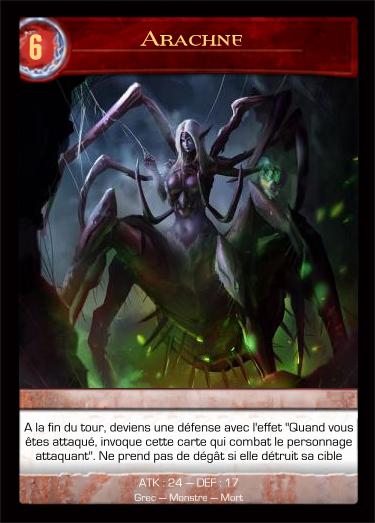 6
Arachne
A la fin du tour, deviens une défense avec l'effet "Quand vous
êtes attaqué, invoque cette carte qui combat le personnage
attaquant". Ne prend pas de dégât si elle détruit sa cible
ATK : 24 — DEF : 17
Grec — Monstre — Mort